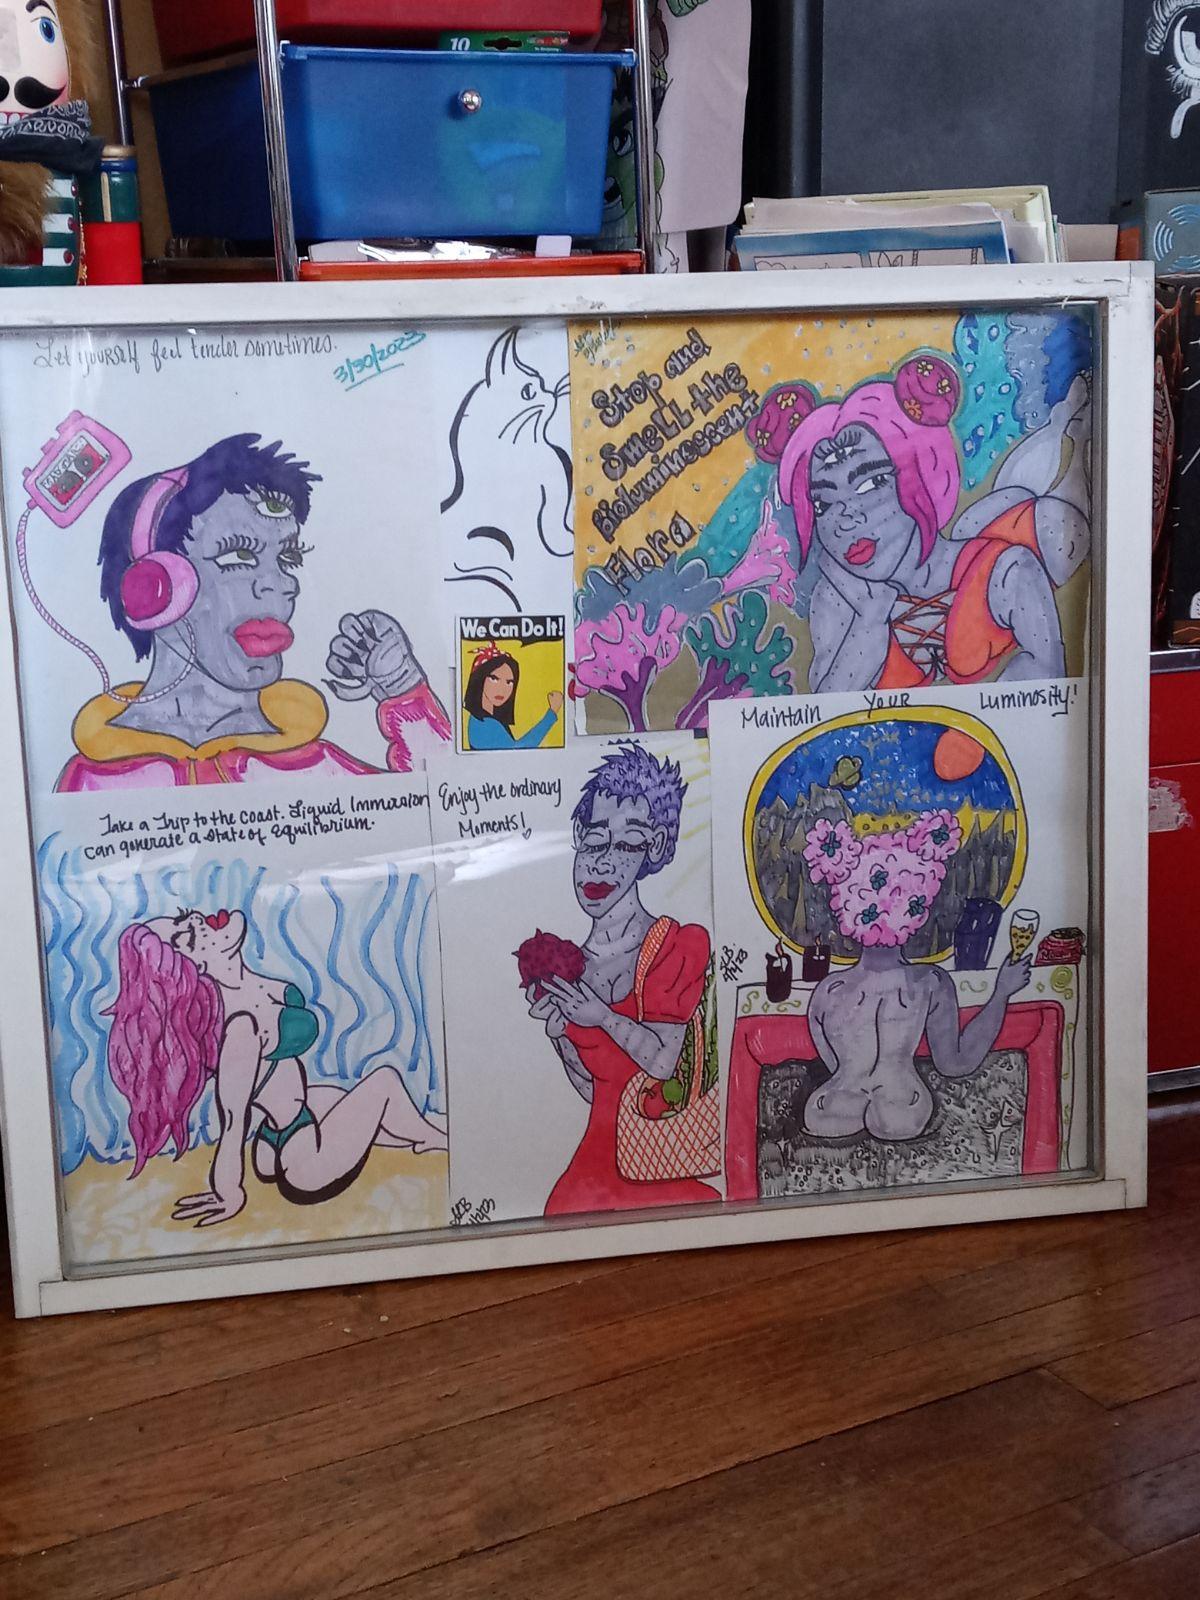 10
Let yourself feel tender sometimes.
3/30/2023
Stop and
Smell the
Bioluminescent
Flora
We Can Do It!
Maintain Your Luminosity!
Take a Trip to the Coast. Liquid Immersion
can generate a state of Equilibrium.
Enjoy the ordinary
Moments!